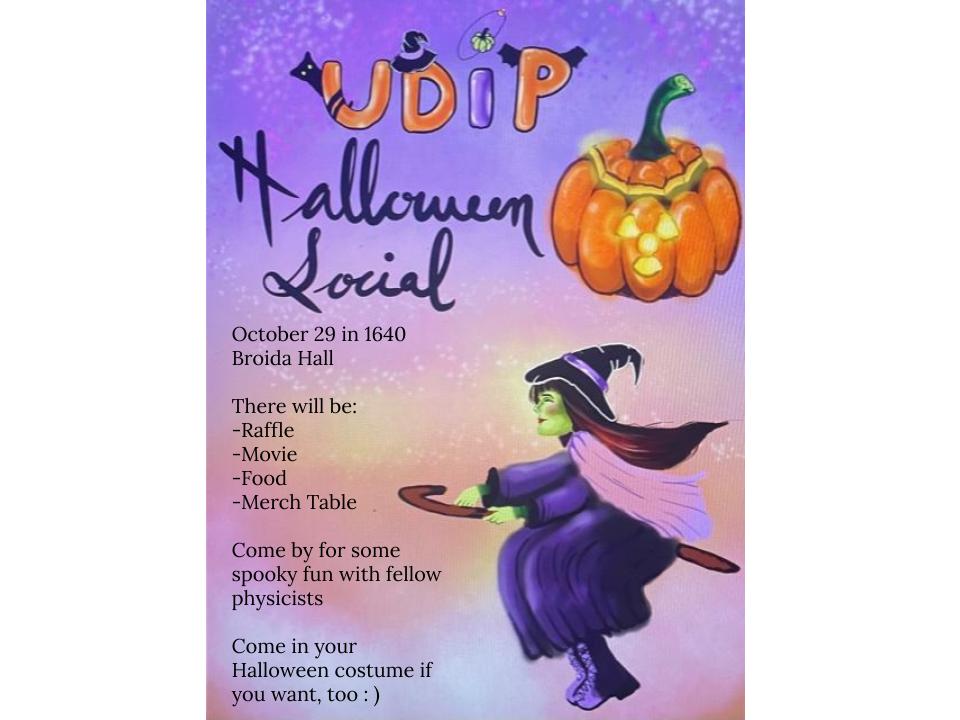 UDiP
Halloween
Social
October 29 in 1640
Broida Hall
There will be:
-Raffle
-Movie
-Food
-Merch Table
Come by for some
spooky fun with fellow
physicists
Come in your
Halloween costume if
you want, too : )